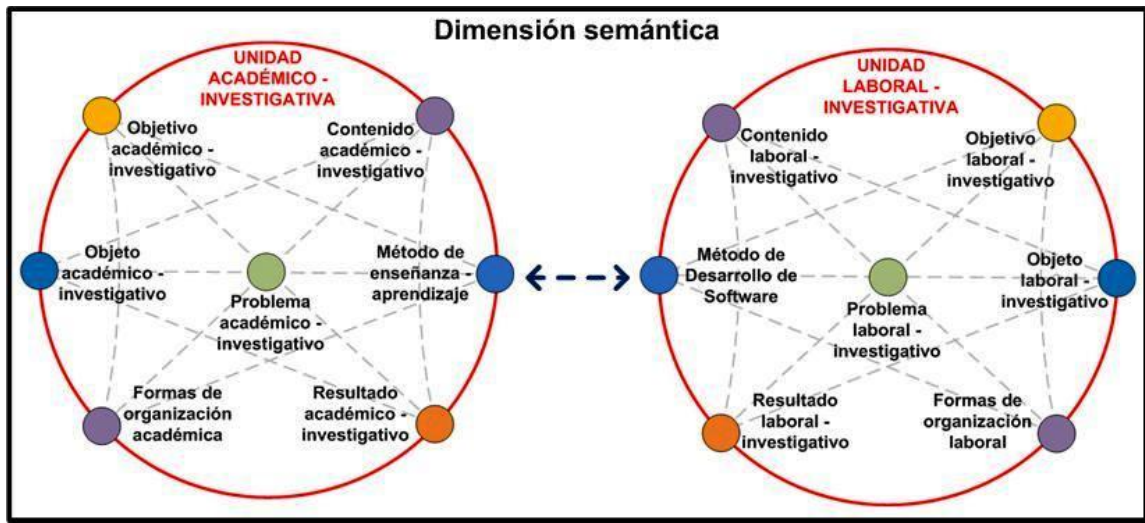 Dimensión semántica
UNIDAD
ACADÉMICO -
INVESTIGATIVA
Objetivo
académico -
investigativo
Contenido
académico -
investigativo
Objeto
académico -
investigativo
Problema
académico -
investigativo
Método de
enseñanza -
aprendizaje
Formas de
organización
académica
Resultado
académico -
investigativo
UNIDAD
LABORAL -
INVESTIGATIVA
Contenido
laboral -
investigativo
Objetivo
laboral -
investigativo
Método de
Desarrollo de
Software
Problema
laboral -
investigativo
Objeto
laboral -
investigativo
Resultado
laboral -
investigativo
Formas de
organización
laboral